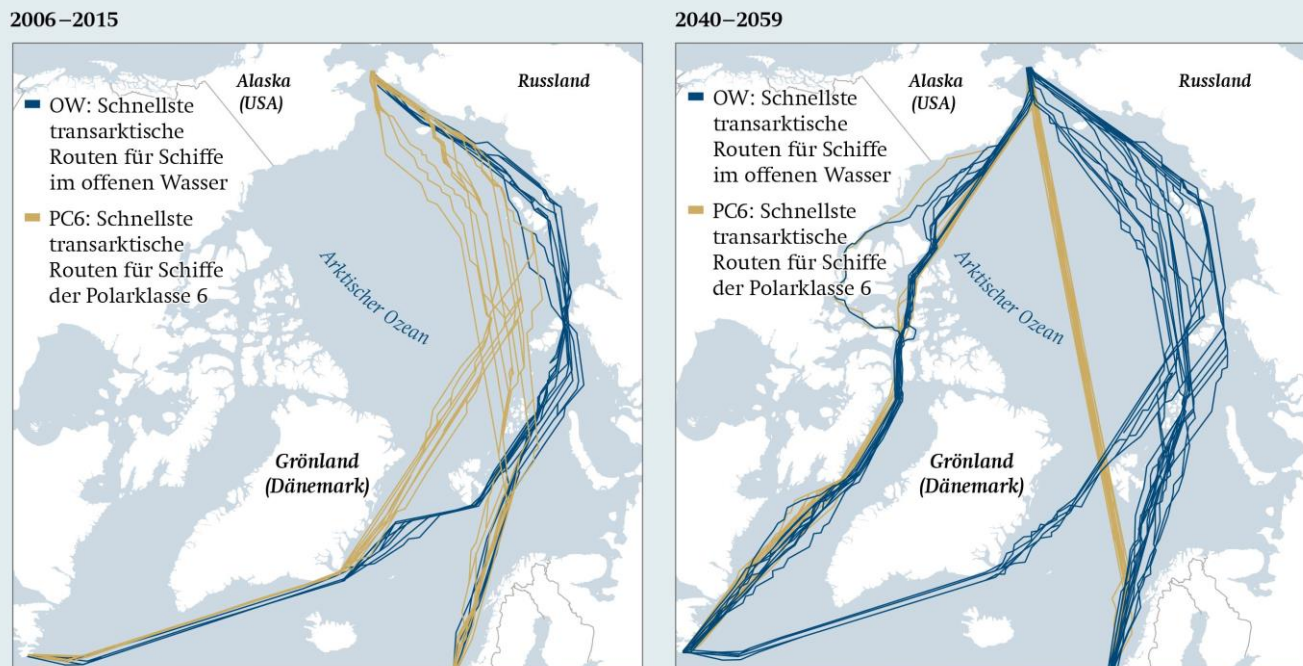 2006–2015
Alaska
(USA)
Russland
OW: Schnellste
transarktische
Routen für Schiffe
im offenen Wasser
PC6: Schnellste
transarktische
Routen für Schiffe
der Polarklasse 6
Arktischer Ozean
Grönland
(Dänemark)
2040–2059
Alaska
(USA)
Russland
OW: Schnellste
transarktische
Routen für Schiffe
im offenen Wasser
PC6: Schnellste
transarktische
Routen für Schiffe
der Polarklasse 6
Arktischer Ozean
Grönland
(Dänemark)